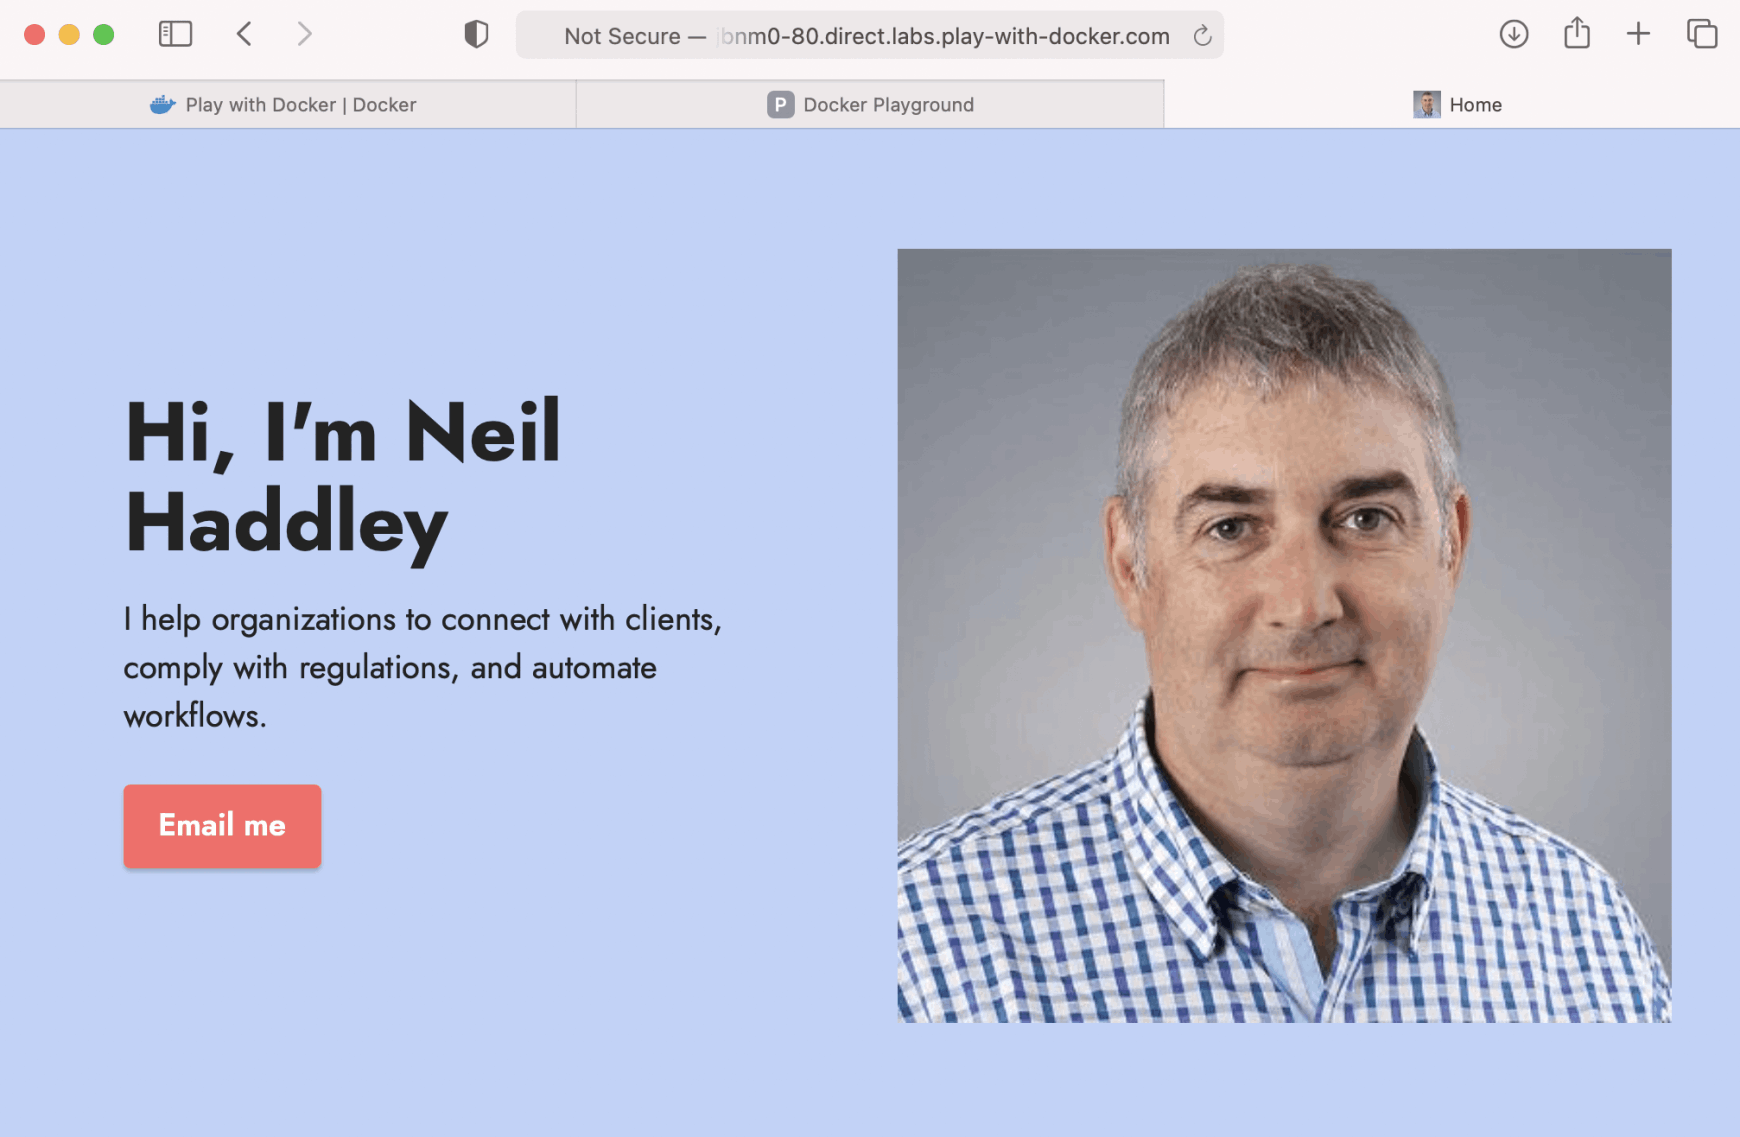 Not Secure — bnm0-80.direct.labs.play-with-docker.com
Play with Docker | Docker
P Docker Playground
Home
Hi, I'm Neil
Haddley
I help organizations to connect with clients,
comply with regulations, and automate
workflows.
Email me